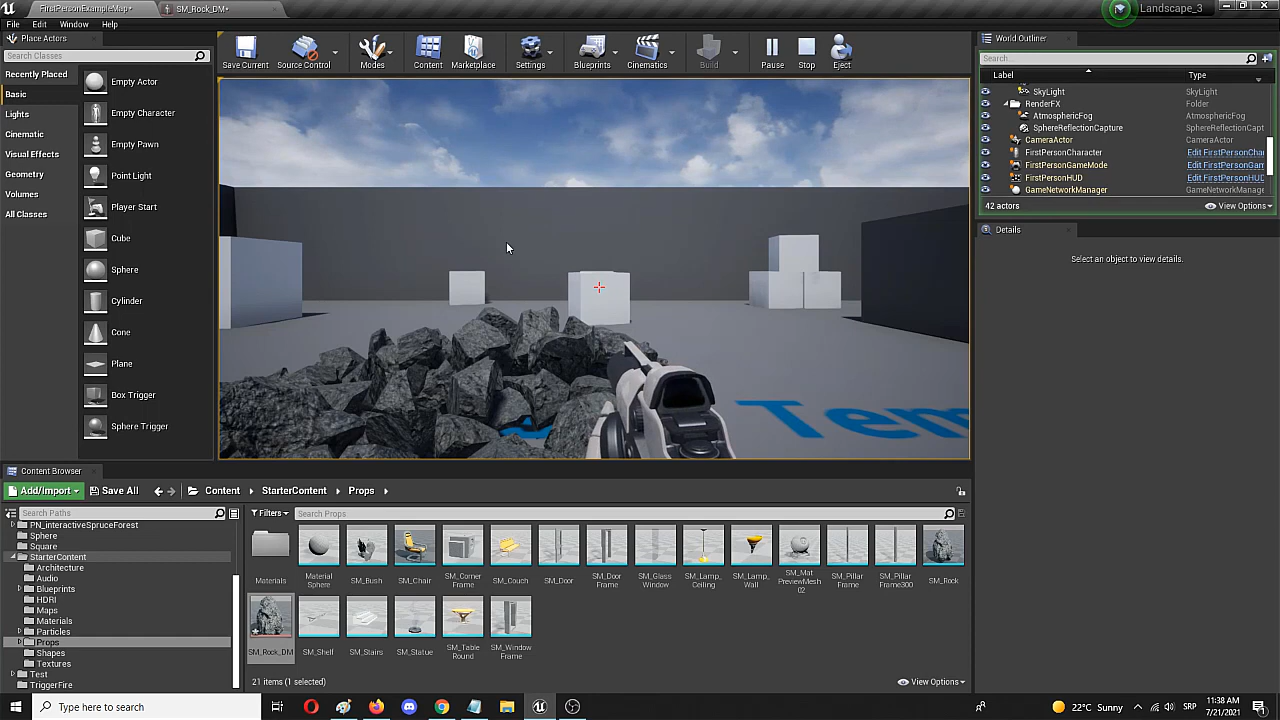 FirstPersonExampleMap*
SM_Rock_DM*
Landscape_3
File Edit Window Help
Place Actors
Search Classes
Recently Placed
Basic
Lights
Cinematic
Visual Effects
Geometry
Volumes
All Classes
Empty Actor
Empty Character
Empty Pawn
Point Light
Player Start
Cube
Sphere
Cylinder
Cone
Plane
Box Trigger
Sphere Trigger
Save Current
Source Control
Modes
Content
Marketplace
Settings
Blueprints
Cinematics
Build
Pause
Stop
Eject
Tem
World Outliner
Search...
Label Type
SkyLight SkyLight
RenderFX Folder
AtmosphericFog AtmosphericFog
SphereReflectionCapture SphereReflectionCapt
CameraActor CameraActor
FirstPersonCharacter Edit FirstPersonChar
FirstPersonGameMode Edit FirstPersonGam
FirstPersonHUD Edit FirstPersonHUD
GameNetworkManager GameNetworkManage
42 actors View Options
Details
Select an object to view details.
Content Browser
Add/Import Save All Content StarterContent Props
Search Paths
PN_interactiveSpruceForest
Sphere
Square
StarterContent
Architecture
Audio
Blueprints
HDRI
Maps
Materials
Particles
Props
Shapes
Textures
Test
TriggerFire
Filters Search Props
Materials
Material Sphere
SM_Bush
SM_Chair
SM_Corner Frame
SM_Couch
SM_Door
SM_Door Frame
SM_Glass Window
SM_Lamp_ Ceiling
SM_Lamp_ Wall
SM_Mat PreviewMesh 02
SM_Pillar Frame
SM_Pillar Frame300
SM_Rock
SM_Rock_DM
SM_Shelf
SM_Stairs
SM_Statue
SM_Table Round
SM_Window Frame
21 items (1 selected) View Options
Type here to search
22°C Sunny
SRP
11:38 AM
7/21/2021